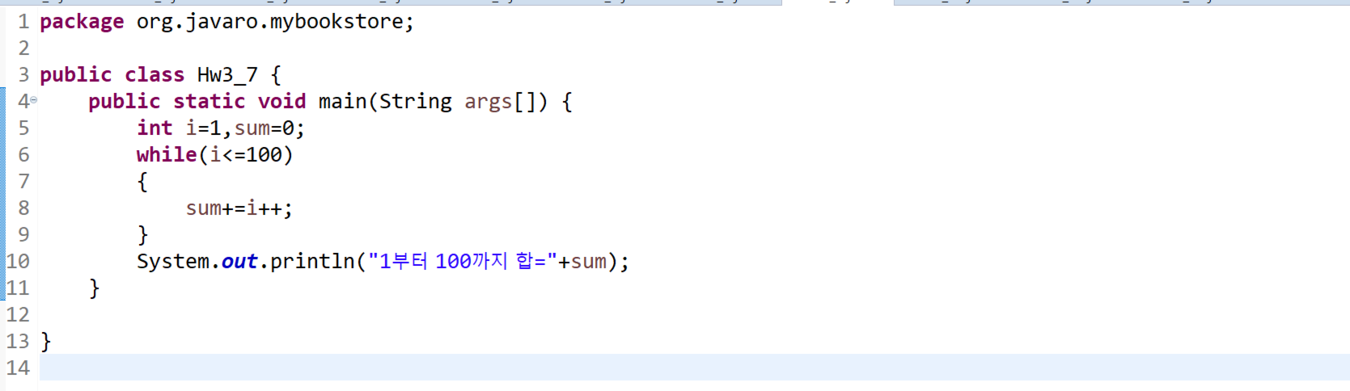 1 package org.javaro.mybookstore;
2
3 public class Hw3_7 {
4     public static void main(String args[]) {
5         int i=1,sum=0;
6         while(i<=100)
7         {
8             sum+=i++;
9         }
10         System.out.println("1부터 100까지 합="+sum);
11     }
12
13 }
14